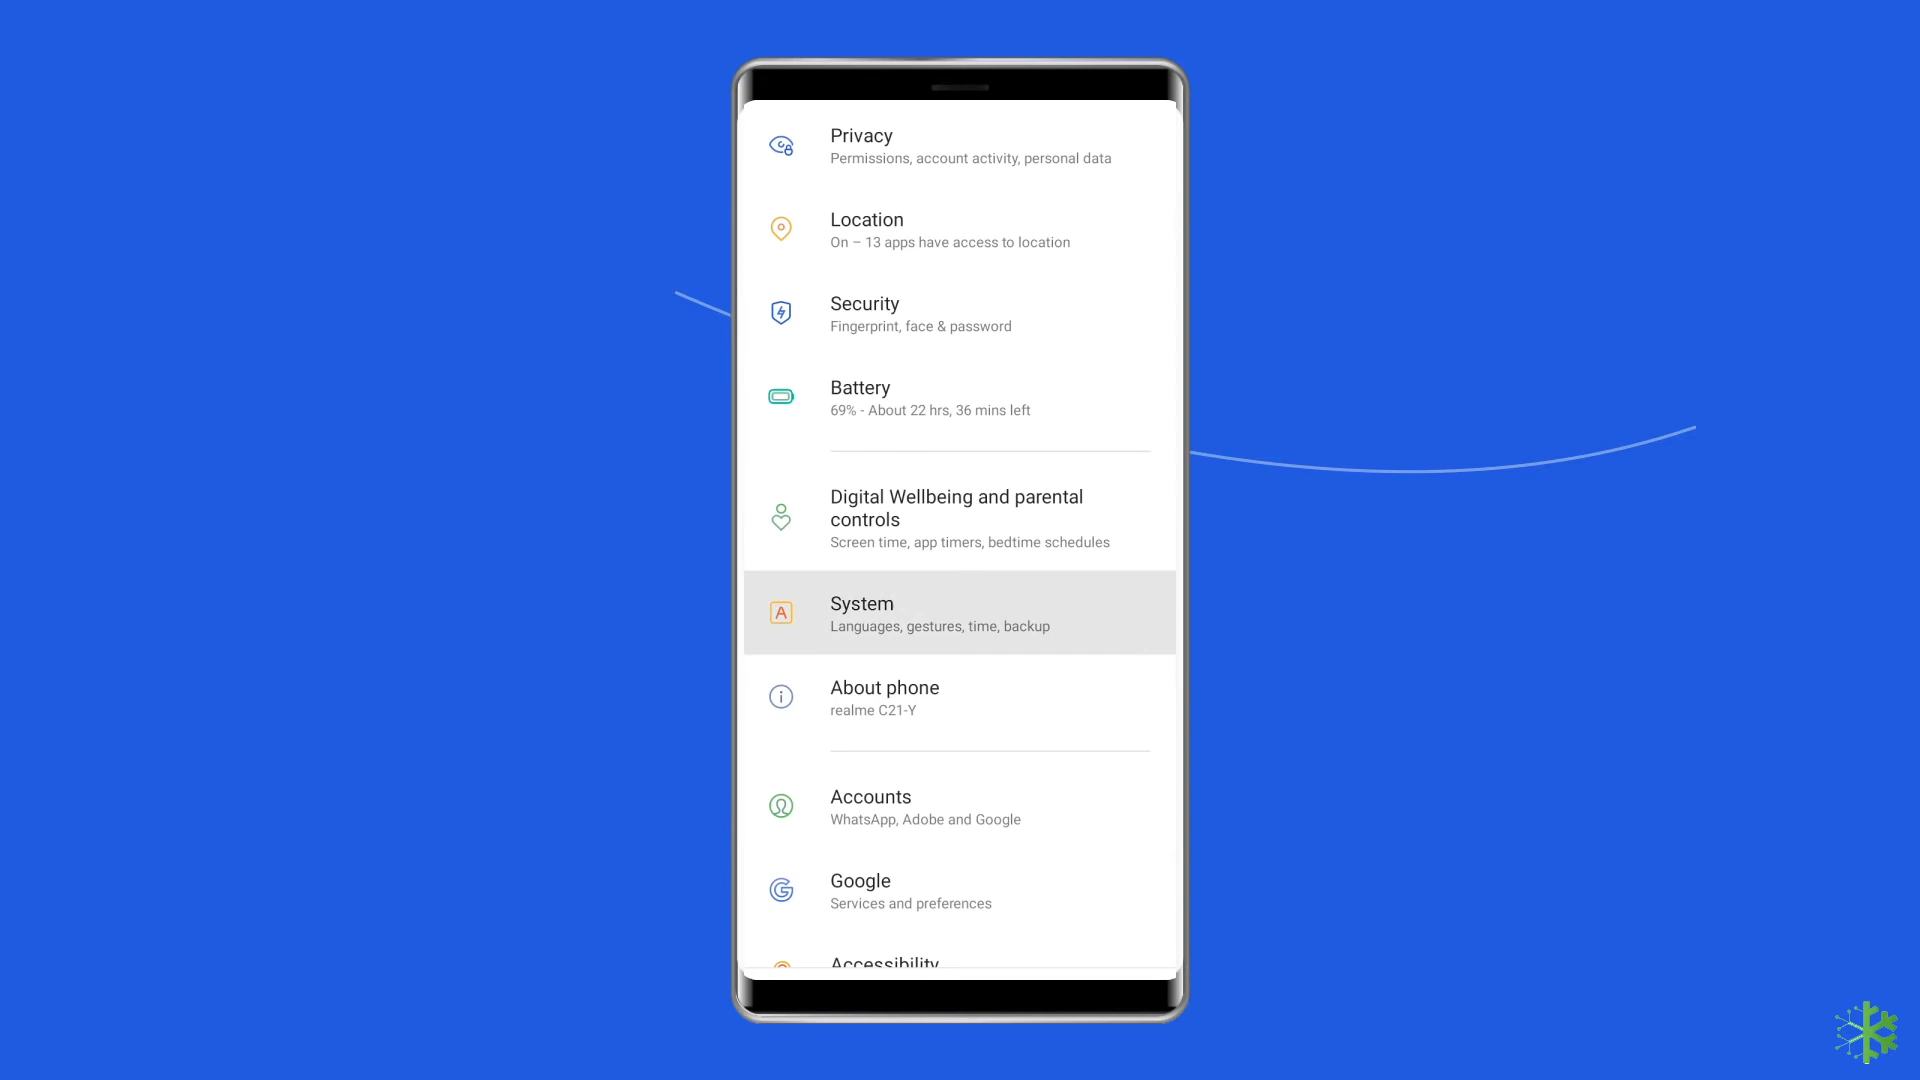 Privacy
Permissions, account activity, personal data
Location
On – 13 apps have access to location
Security
Fingerprint, face & password
Battery
69% - About 22 hrs, 36 mins left
Digital Wellbeing and parental
controls
Screen time, app timers, bedtime schedules
System
Languages, gestures, time, backup
About phone
realme C21-Y
Accounts
WhatsApp, Adobe and Google
Google
Services and preferences
Accessibility